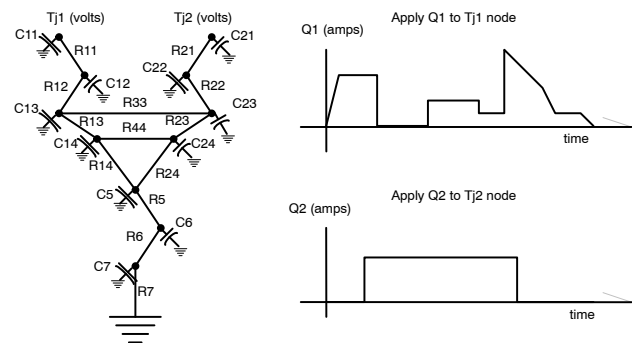 Tj1 (volts) Tj2 (volts)
C11 C21
R11 R21
C22
R12 C12 R22
C13 R33 C23
R13 R23
R44
C14 C24
R14 R24
C5 R5
C6
R6
C7
R7
Apply Q1 to Tj1 node
Q1 (amps)
time
Apply Q2 to Tj2 node
Q2 (amps)
time